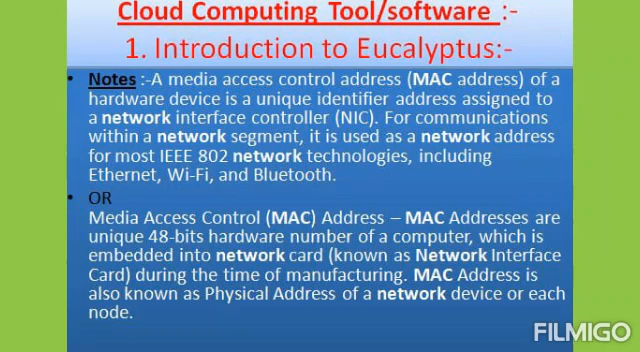 Cloud Computing Tool/software :-
1. Introduction to Eucalyptus:-
• Notes :-A media access control address (MAC address) of a
hardware device is a unique identifier address assigned to
a network interface controller (NIC). For communications
within a network segment, it is used as a network address
for most IEEE 802 network technologies, including
Ethernet, Wi-Fi, and Bluetooth.
• OR
Media Access Control (MAC) Address – MAC Addresses are
unique 48-bits hardware number of a computer, which is
embedded into network card (known as Network Interface
Card) during the time of manufacturing. MAC Address is
also known as Physical Address of a network device or each
node.
FILMIGO